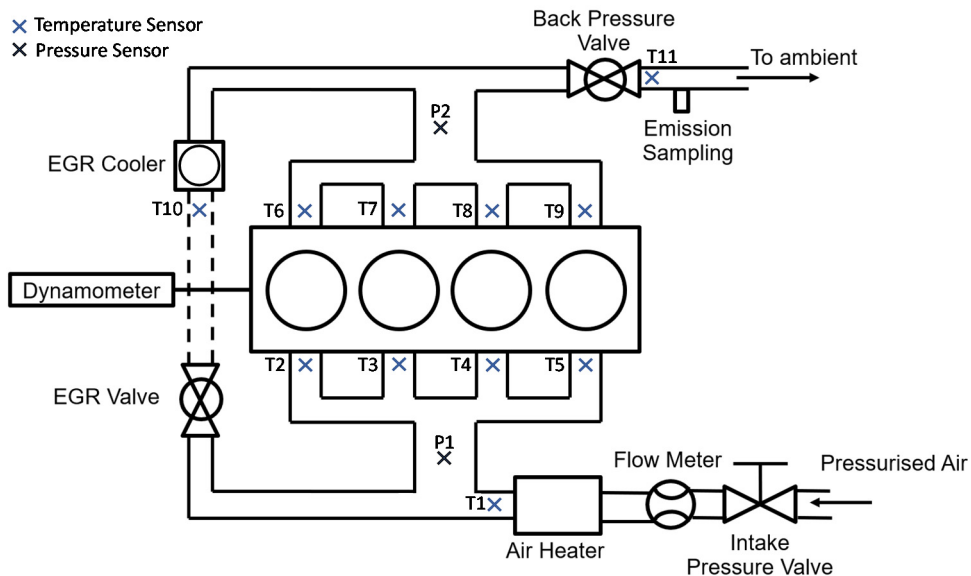 Temperature Sensor
Pressure Sensor
Back Pressure
Valve
T11
To ambient
P2
Emission
Sampling
EGR Cooler
T10
T6
T7
T8
T9
Dynamometer
T2
T3
T4
T5
EGR Valve
P1
Flow Meter
Pressurised Air
T1
Air Heater
Intake
Pressure Valve